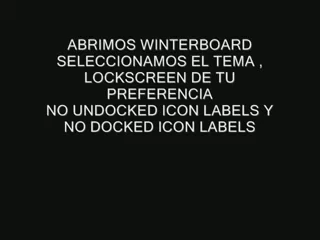 ABRIMOS WINTERBOARD
SELECCIONAMOS EL TEMA ,
LOCKSCREEN DE TU
PREFERENCIA
NO UNDOCKED ICON LABELS Y
NO DOCKED ICON LABELS